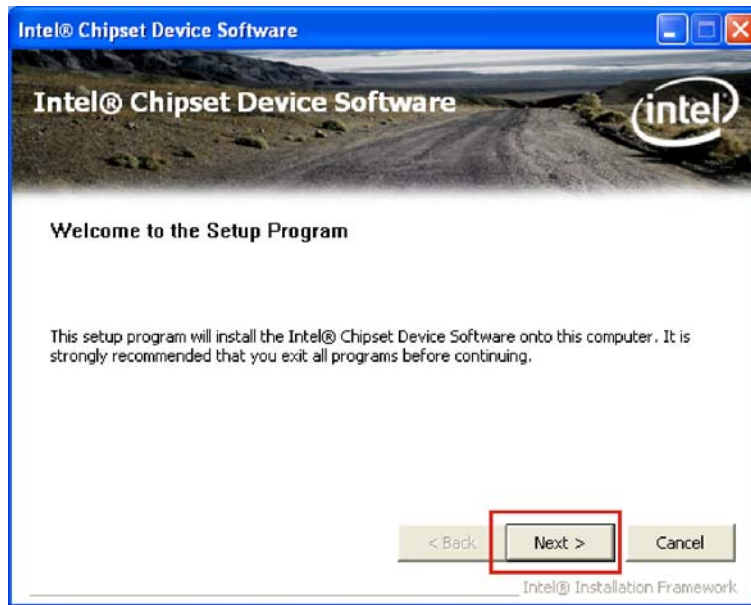 Intel® Chipset Device Software
Intel® Chipset Device Software
intel
Welcome to the Setup Program
This setup program will install the Intel® Chipset Device Software onto this computer. It is
strongly recommended that you exit all programs before continuing.
< Back
Next >
Cancel
Intel® Installation Framework